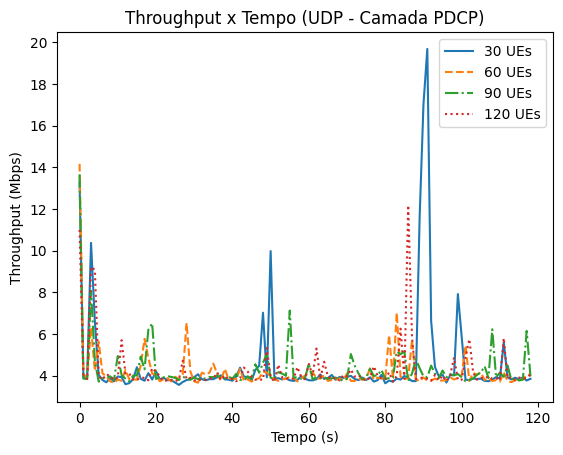 Throughput x Tempo (UDP - Camada PDCP)
30 UEs
60 UEs
90 UEs
120 UEs
Throughput (Mbps)
20
18
16
14
12
10
8
6
4
0 20 40 60 80 100 120
Tempo (s)